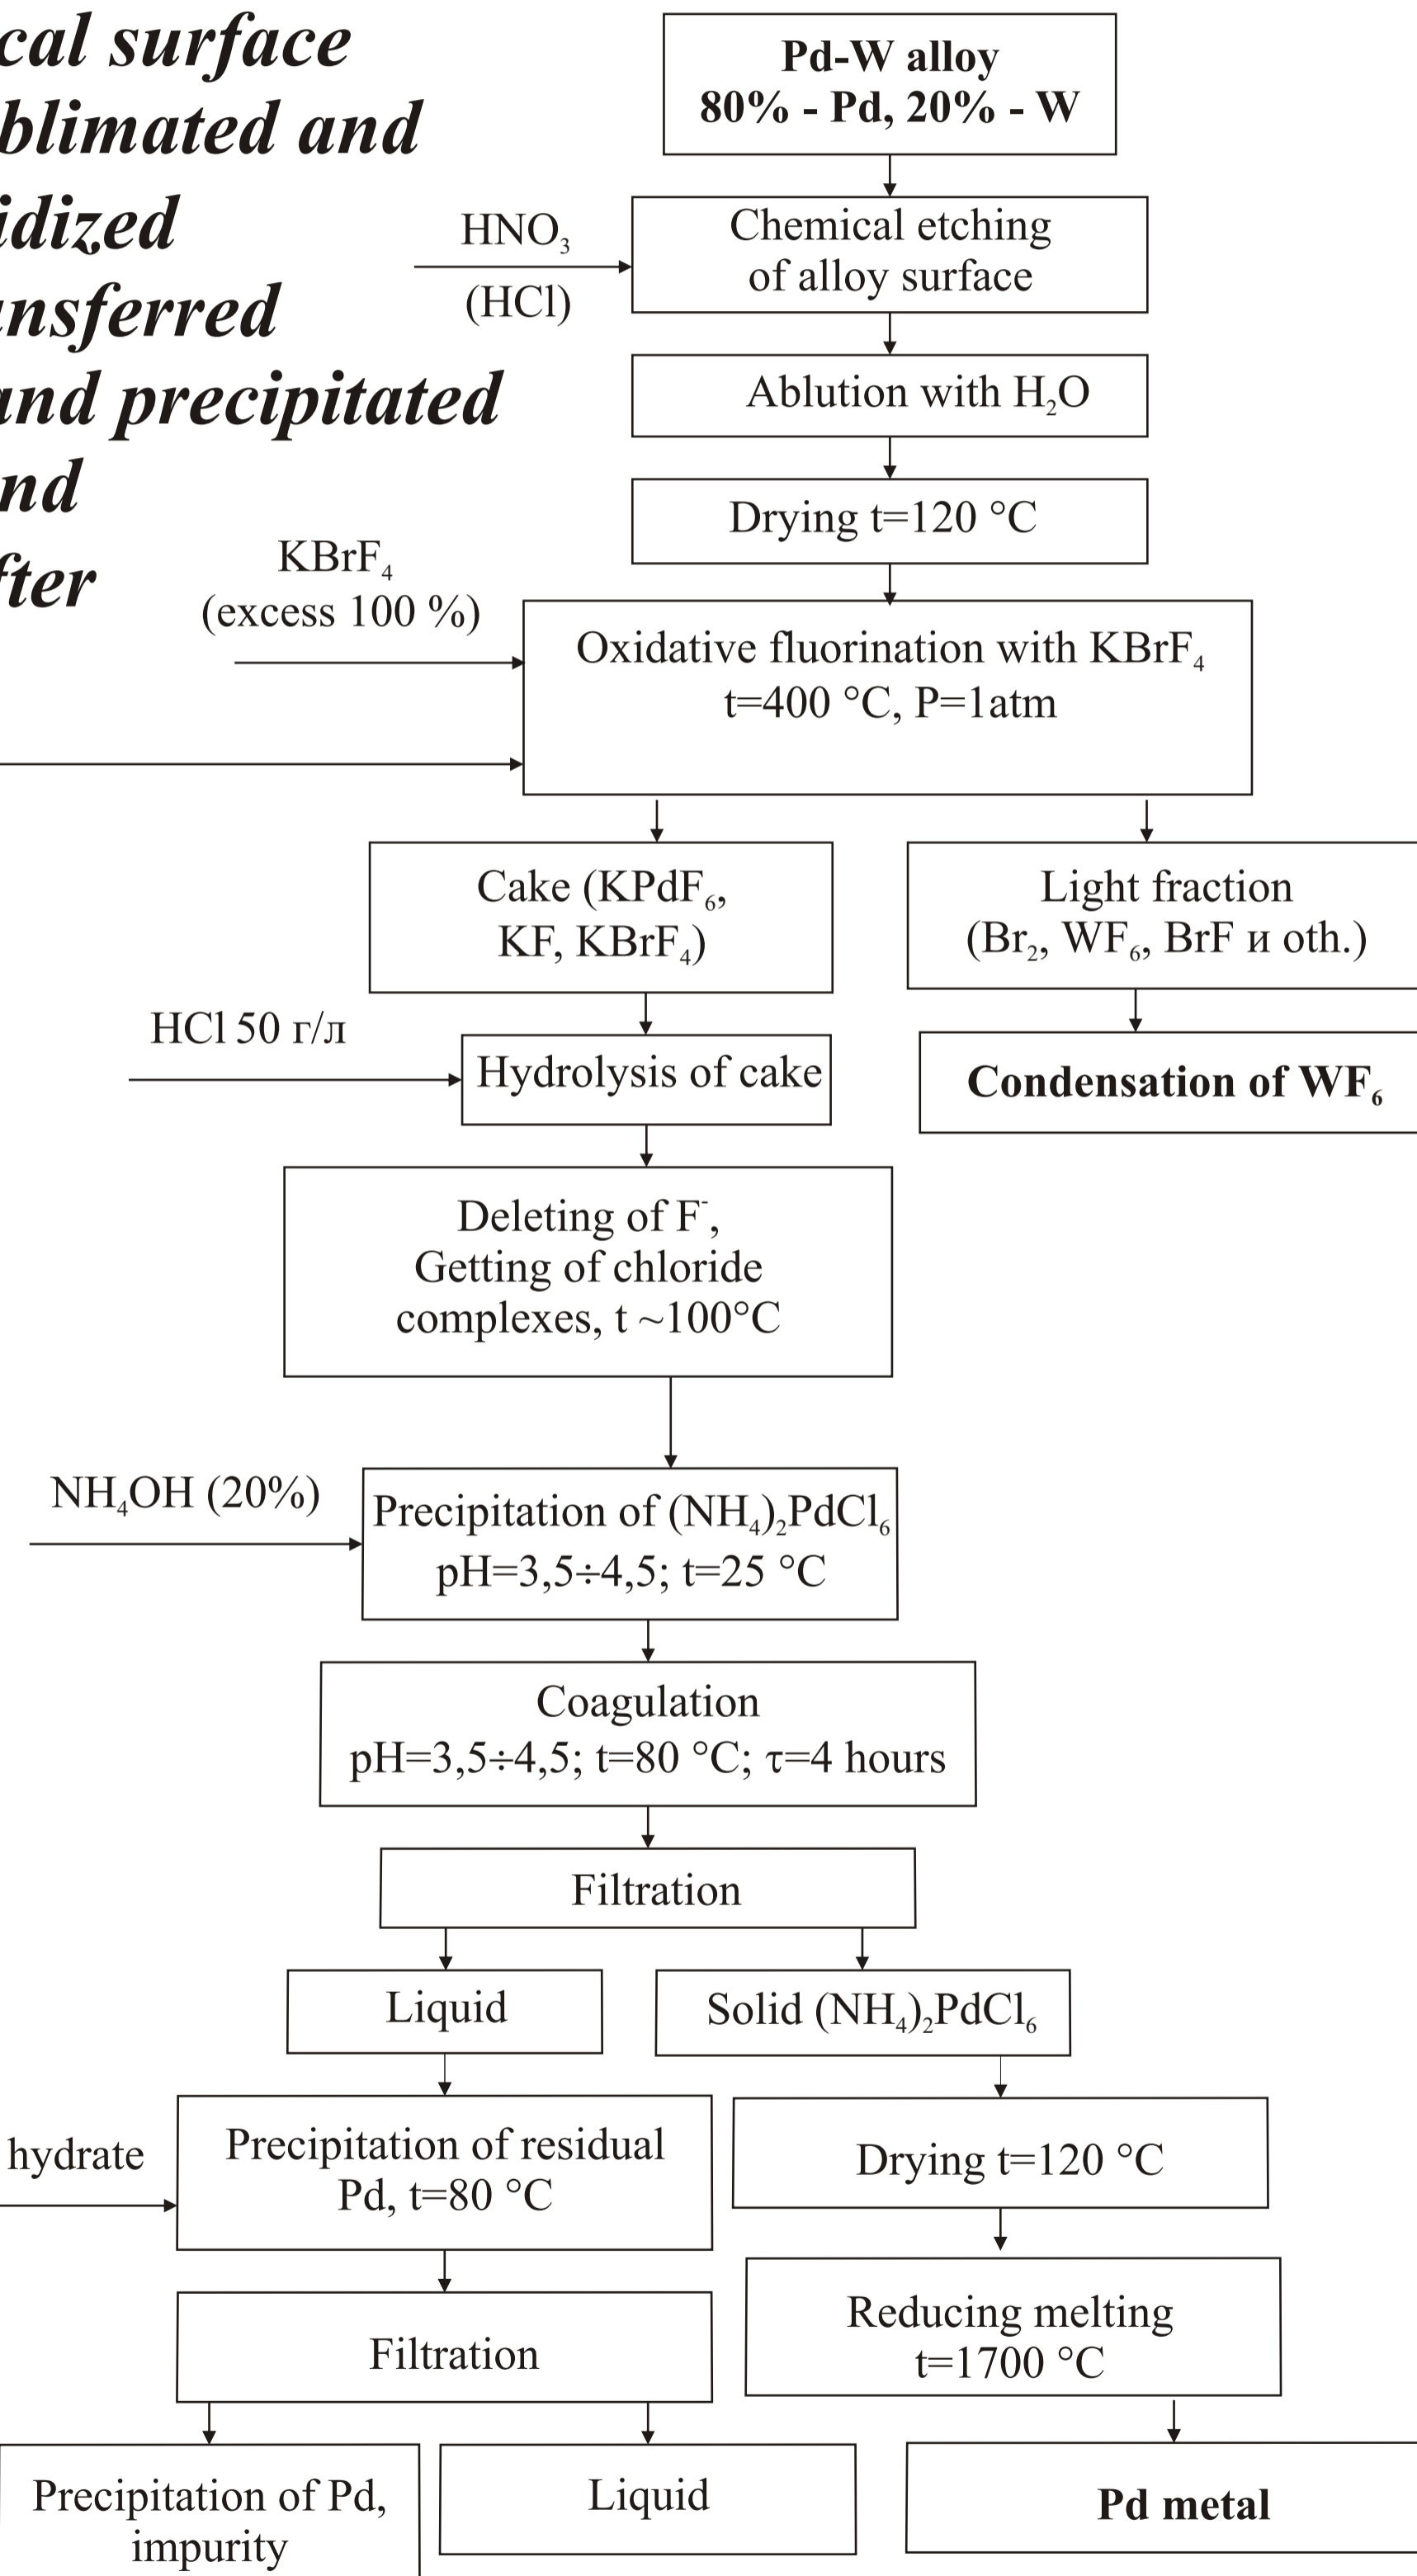 cal surface
blimated and
idized
ansferred
and precipitated
nd
fter
Pd-W alloy
80% - Pd, 20% - W
HNO₃
(HCl)
Chemical etching
of alloy surface
Ablution with H₂O
Drying t=120 °C
KBrF₄
(excess 100 %)
Oxidative fluorination with KBrF₄
t=400 °C, P=1atm
Cake (KPdF₆,
KF, KBrF₄)
Light fraction
(Br₂, WF₆, BrF и oth.)
HCl 50 г/л
Hydrolysis of cake
Condensation of WF₆
Deleting of F⁻,
Getting of chloride
complexes, t ~100°C
NH₄OH (20%)
Precipitation of (NH₄)₂PdCl₆
pH=3,5÷4,5; t=25 °C
Coagulation
pH=3,5÷4,5; t=80 °C; τ=4 hours
Filtration
Liquid
Solid (NH₄)₂PdCl₆
hydrate
Precipitation of residual
Pd, t=80 °C
Drying t=120 °C
Filtration
Reducing melting
t=1700 °C
Precipitation of Pd,
impurity
Liquid
Pd metal